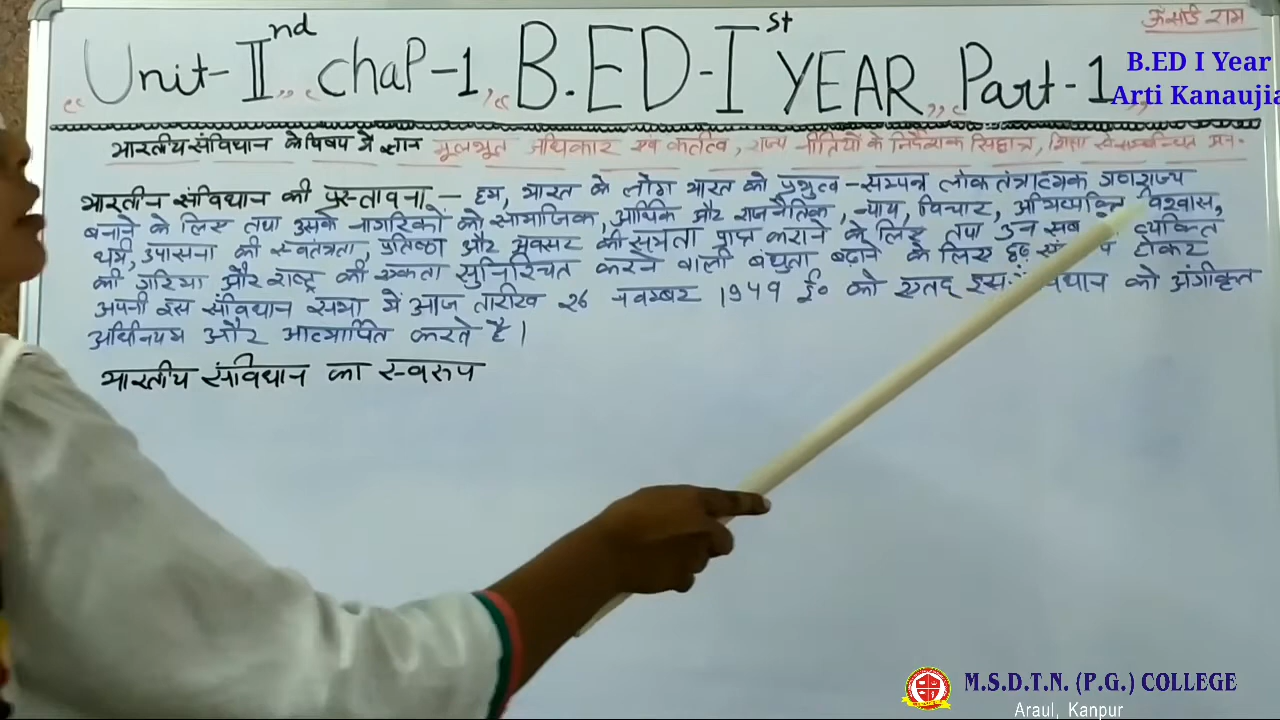 राम
Unit-IInd "Chap-1, "B.ED-Ist YEAR" Part-1
B.ED I Year
Arti Kanaujia
भारतीय संविधान के विषय में ज्ञान मूलभूत अधिकार एवं कर्तव्य, राज्य नीतियों के निर्देशक सिद्धान्त, शिक्षा से सम्बन्धित
भारतीन संविधान की प्रस्तावना – हम, भारत के लोग भारत को प्रभुत्व-सम्पन्न लोकतंत्रात्मक गणराज्य
बनाने के लिए तथा उसके नागरिकों को सामाजिक, आर्थिक और राजनैतिक, न्याय, विचार, अभिव्यक्ति विश्वास,
धर्म, उपासना की स्वतंत्रता, प्रतिष्ठा और अवसर की समता प्राप्त कराने के लिए तथा उन सब व्यक्ति
की गरिमा और राष्ट्र की एकता सुनिश्चित करने वाली बंधुता बढ़ाने के लिए दृढ़ होकर
अपनी इस संविधान सभा में आज तारीख 26 नवम्बर 1949 ई० को एतद् इस को अंगीकृत
अधिनियम और आत्मार्पित करते है।
भारतीय संविधान का स्वरूप
M.S.D.T.N. (P.G.) COLLEGE
Araul, Kanpur